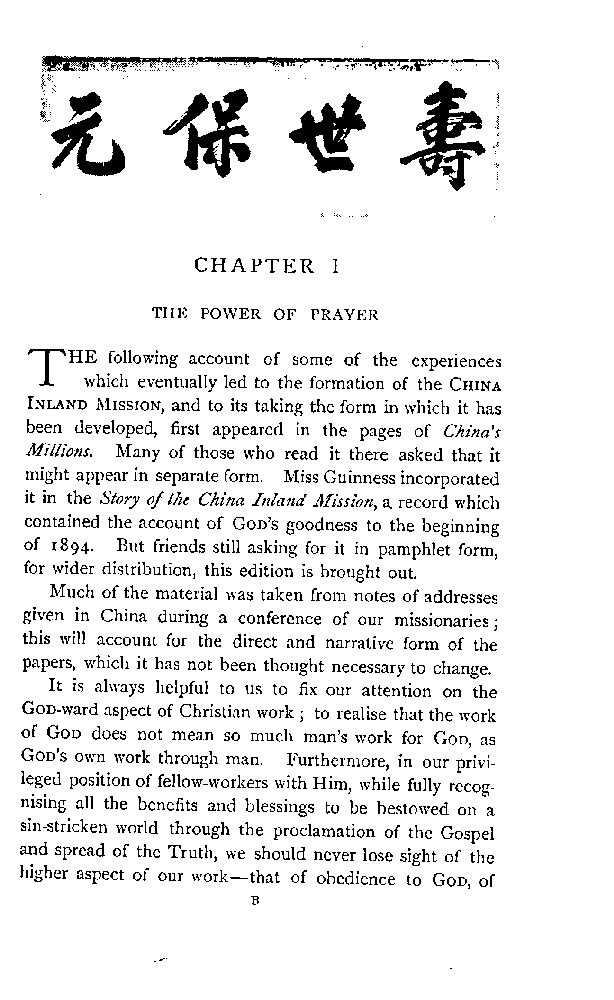 元保世壽
CHAPTER I
THE POWER OF PRAYER
THE following account of some of the experiences
which eventually led to the formation of the CHINA
INLAND MISSION, and to its taking the form in which it has
been developed, first appeared in the pages of China's
Millions. Many of those who read it there asked that it
might appear in separate form. Miss Guinness incorporated
it in the Story of the China Inland Mission, a record which
contained the account of GOD'S goodness to the beginning
of 1894. But friends still asking for it in pamphlet form,
for wider distribution, this edition is brought out.
Much of the material was taken from notes of addresses
given in China during a conference of our missionaries ;
this will account for the direct and narrative form of the
papers, which it has not been thought necessary to change.
It is always helpful to us to fix our attention on the
GOD-ward aspect of Christian work ; to realise that the work
of GOD does not mean so much man's work for GOD, as
GOD'S own work through man. Furthermore, in our privi-
leged position of fellow-workers with Him, while fully recog-
nising all the benefits and blessings to be bestowed on a
sin-stricken world through the proclamation of the Gospel
and spread of the Truth, we should never lose sight of the
higher aspect of our work—that of obedience to GOD, of
B